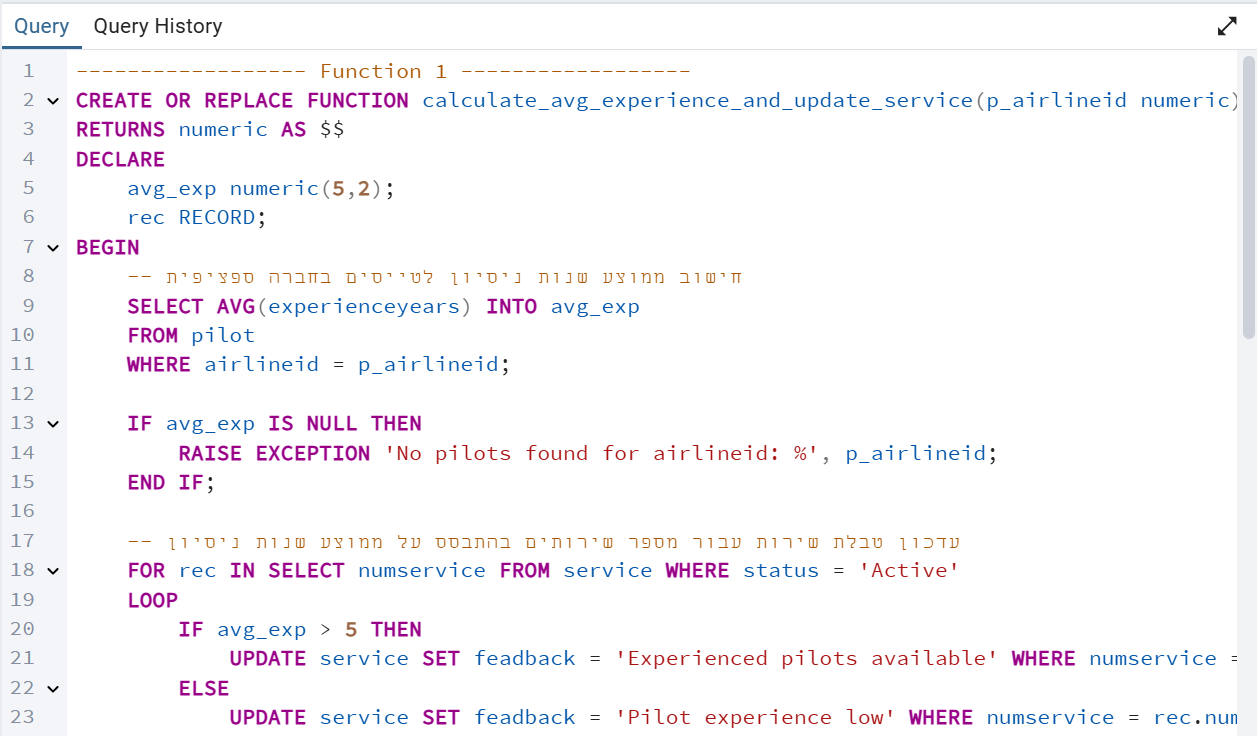 Query Query History
1 ------------------ Function 1 ------------------
2 CREATE OR REPLACE FUNCTION calculate_avg_experience_and_update_service(p_airlineid numeric)
3 RETURNS numeric AS $$
4 DECLARE
5     avg_exp numeric(5,2);
6     rec RECORD;
7 BEGIN
8     -- חישוב ממוצע שנות ניסיון לטייסים בחברה ספציפית
9     SELECT AVG(experienceyears) INTO avg_exp
10     FROM pilot
11     WHERE airlineid = p_airlineid;
12
13     IF avg_exp IS NULL THEN
14         RAISE EXCEPTION 'No pilots found for airlineid: %', p_airlineid;
15     END IF;
16
17     -- עדכון טבלת שירות עבור מספר שירותים בהתבסס על ממוצע שנות ניסיון
18     FOR rec IN SELECT numservice FROM service WHERE status = 'Active'
19     LOOP
20         IF avg_exp > 5 THEN
21             UPDATE service SET feadback = 'Experienced pilots available' WHERE numservice =
22         ELSE
23             UPDATE service SET feadback = 'Pilot experience low' WHERE numservice = rec.num